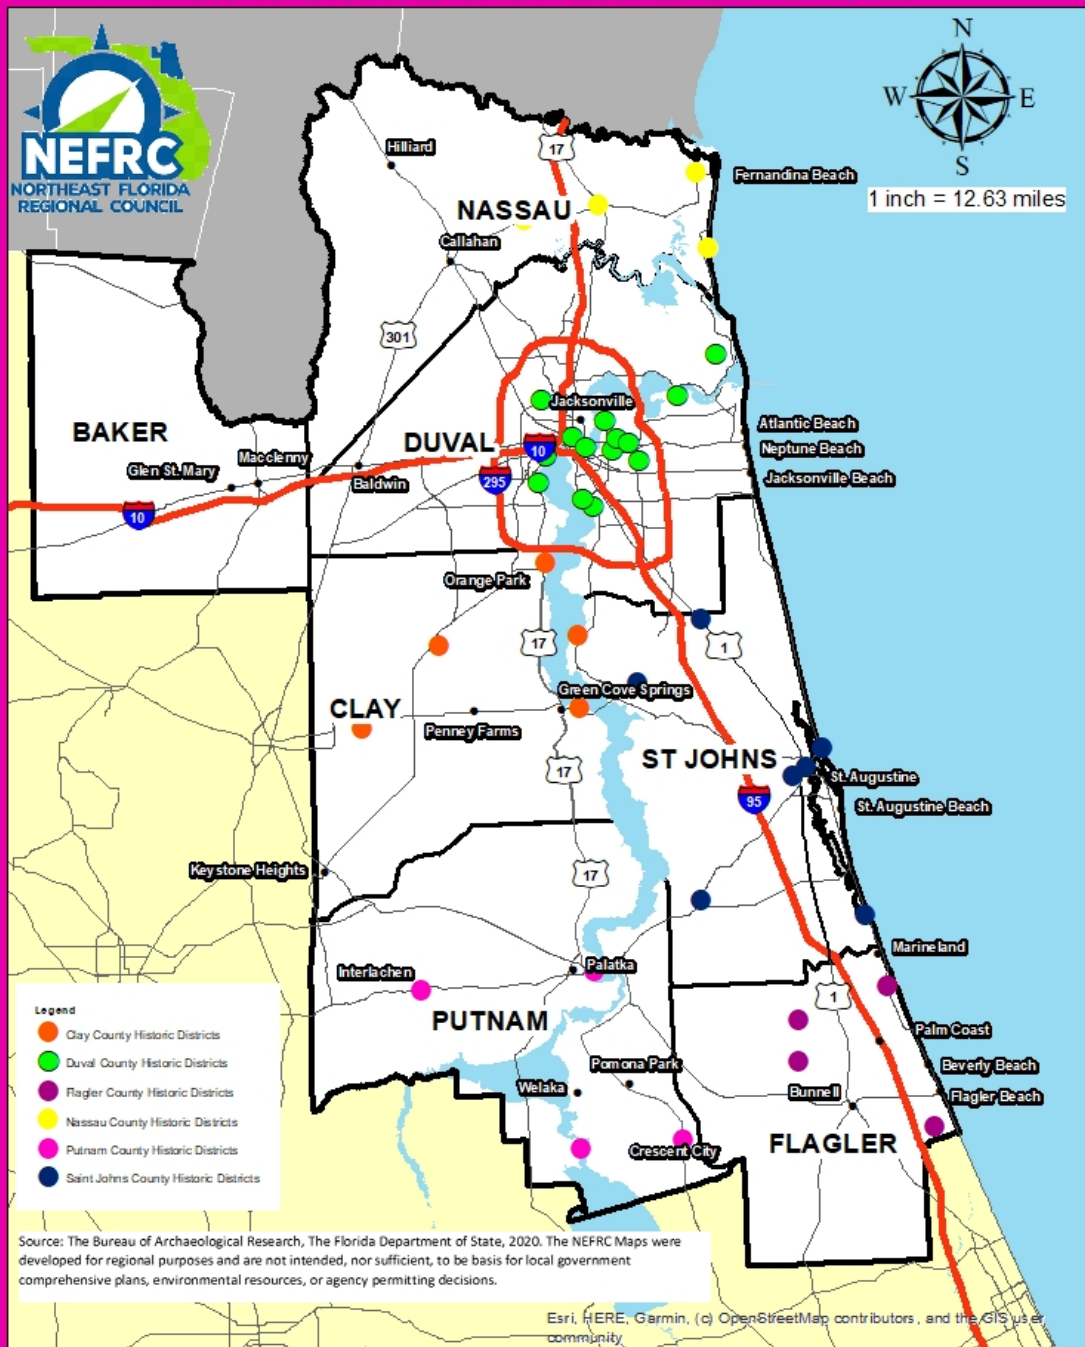 NEFRC
NORTHEAST FLORIDA
REGIONAL COUNCIL
N
W
E
S
1 inch = 12.63 miles
Hilliard
17
Fernandina Beach
NASSAU
Callahan
301
Jacksonville
BAKER
DUVAL
10
Atlantic Beach
Neptune Beach
Macclenny
Glen St. Mary
Baldwin
295
Jacksonville Beach
10
Orange Park
17
1
Green Cove Springs
CLAY
Penney Farms
ST JOHNS
17
St. Augustine
95
St. Augustine Beach
Keystone Heights
17
Marineland
Interlachen
Palatka
1
PUTNAM
Palm Coast
Pomona Park
Beverly Beach
Welaka
Bunnell
Flagler Beach
Crescent City
FLAGLER
Legend
Clay County Historic Districts
Duval County Historic Districts
Flagler County Historic Districts
Nassau County Historic Districts
Putnam County Historic Districts
Saint Johns County Historic Districts
Source: The Bureau of Archaeological Research, The Florida Department of State, 2020. The NEFRC Maps were
developed for regional purposes and are not intended, nor sufficient, to be basis for local government
comprehensive plans, environmental resources, or agency permitting decisions.
Esri, HERE, Garmin, (c) OpenStreetMap contributors, and the GIS user
community